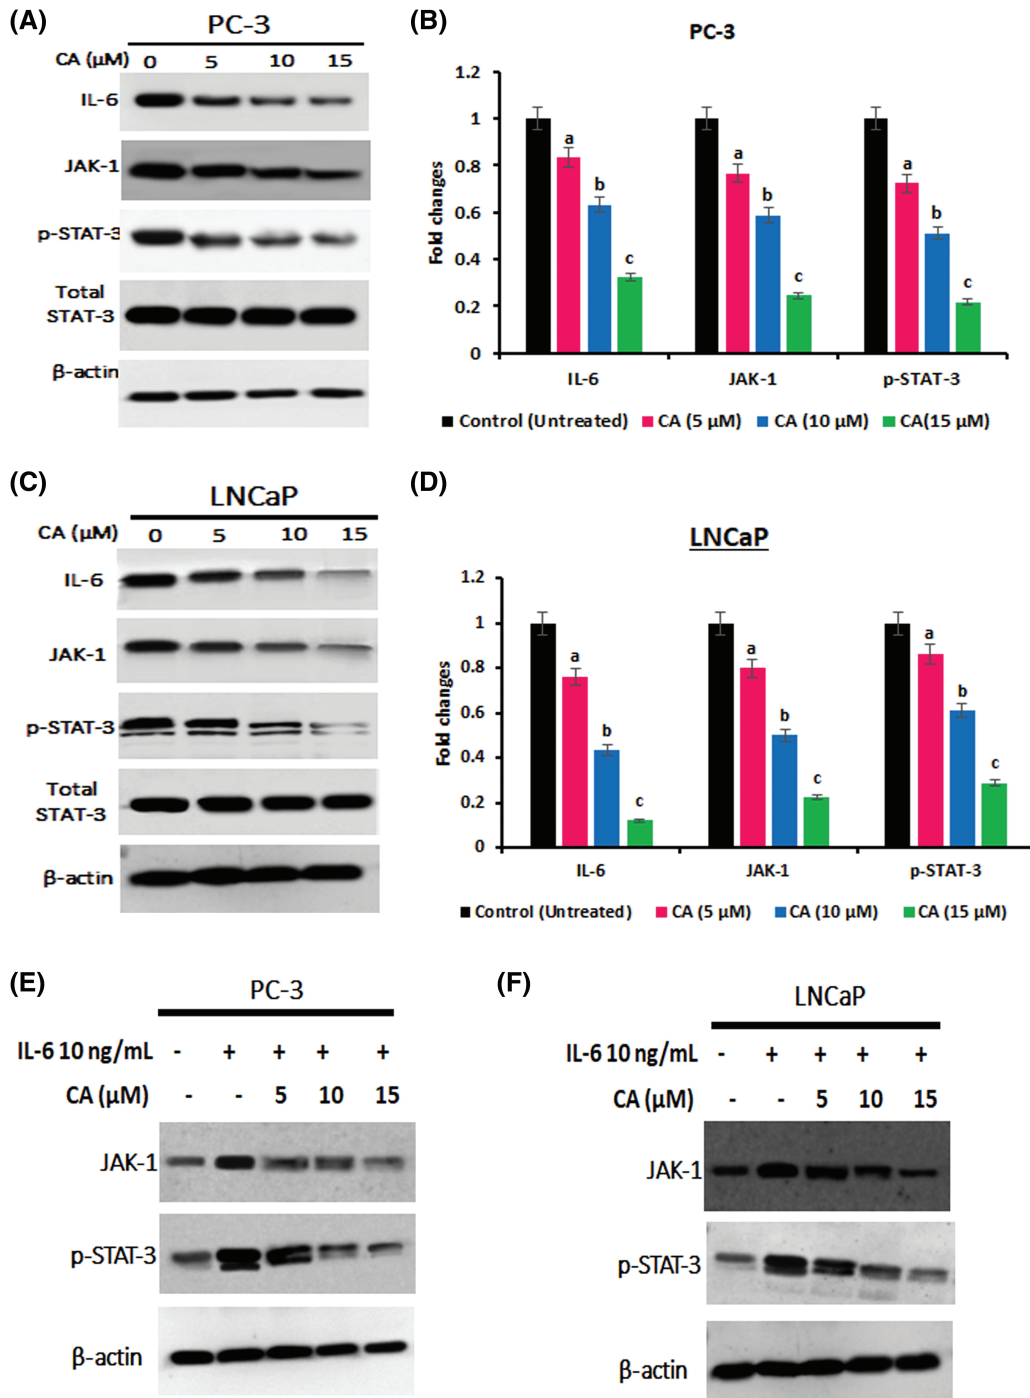 (A)
PC-3
CA (µM) 0 5 10 15
IL-6
JAK-1
p-STAT-3
Total
STAT-3
β-actin
(B)
PC-3
Fold changes
1.2
1
0.8
0.6
0.4
0.2
0
a b c
a b c
a b c
IL-6 JAK-1 p-STAT-3
Control (Untreated) CA (5 µM) CA (10 µM) CA(15 µM)
(C)
LNCaP
CA (µM) 0 5 10 15
IL-6
JAK-1
p-STAT-3
Total
STAT-3
β-actin
(D)
LNCaP
Fold changes
1.2
1
0.8
0.6
0.4
0.2
0
a b c
a b c
a b c
IL-6 JAK-1 p-STAT-3
Control (Untreated) CA (5 µM) CA (10 µM) CA (15 µM)
(E)
PC-3
IL-6 10 ng/mL - + + + +
CA (µM) - - 5 10 15
JAK-1
p-STAT-3
β-actin
(F)
LNCaP
IL-6 10 ng/mL - + + + +
CA (µM) - - 5 10 15
JAK-1
p-STAT-3
β-actin